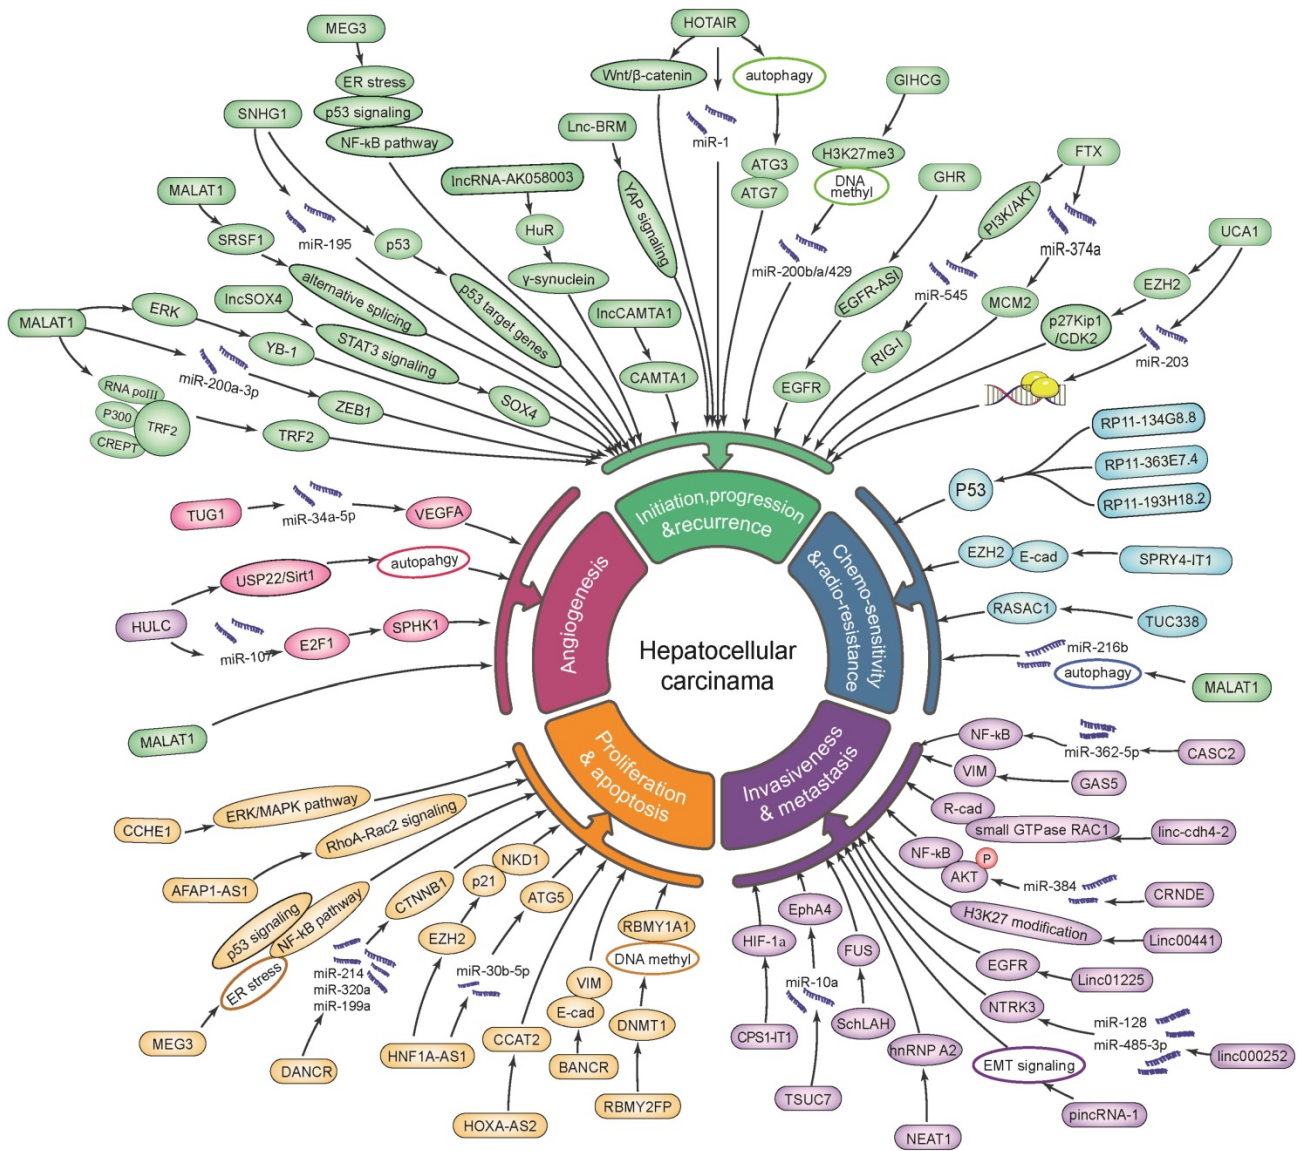 MEG3
ER stress
p53 signaling
NF-κB pathway
SNHG1
miR-195
p53
p53 target genes
MALAT1
SRSF1
alternative splicing
lncSOX4
STAT3 signaling
SOX4
MALAT1
ERK
YB-1
miR-200a-3p
ZEB1
RNA polII
P300
CREPT
TRF2
TRF2
lncRNA-AK058003
HuR
γ-synuclein
Lnc-BRM
YAP signaling
lncCAMTA1
CAMTA1
HOTAIR
Wnt/β-catenin
miR-1
autophagy
ATG3
ATG7
GIHCG
H3K27me3
DNA
methyl
miR-200b/a/429
GHR
EGFR-ASI
EGFR
FTX
PI3K/AKT
miR-545
RIG-I
miR-374a
MCM2
UCA1
EZH2
p27Kip1
/CDK2
miR-203
Initiation,progression
&recurrence
RP11-134G8.8
RP11-363E7.4
RP11-193H18.2
P53
EZH2
E-cad
SPRY4-IT1
RASAC1
TUC338
miR-216b
autophagy
MALAT1
Chemo-sensitivity
&radio-resistance
TUG1
miR-34a-5p
VEGFA
HULC
USP22/Sirt1
autopahgy
miR-107
E2F1
SPHK1
MALAT1
Angiogenesis
Hepatocellular
carcinama
CCHE1
ERK/MAPK pathway
AFAP1-AS1
RhoA-Rac2 signaling
MEG3
ER stress
p53 signaling
NF-kB pathway
DANCR
miR-214
miR-320a
miR-199a
CTNNB1
HNF1A-AS1
EZH2
p21
NKD1
miR-30b-5p
ATG5
HOXA-AS2
CCAT2
BANCR
E-cad
VIM
RBMY2FP
DNMT1
DNA methyl
RBMY1A1
Proliferation
& apoptosis
Invasiveness
& metastasis
NF-κB
miR-362-5p
CASC2
VIM
GAS5
R-cad
small GTPase RAC1
linc-cdh4-2
NF-κB
AKT
P
miR-384
CRNDE
H3K27 modification
Linc00441
EGFR
Linc01225
NTRK3
miR-128
miR-485-3p
linc000252
EMT signaling
pincRNA-1
hnRNP A2
NEAT1
FUS
SchLAH
EphA4
miR-10a
TSUC7
HIF-1a
CPS1-IT1